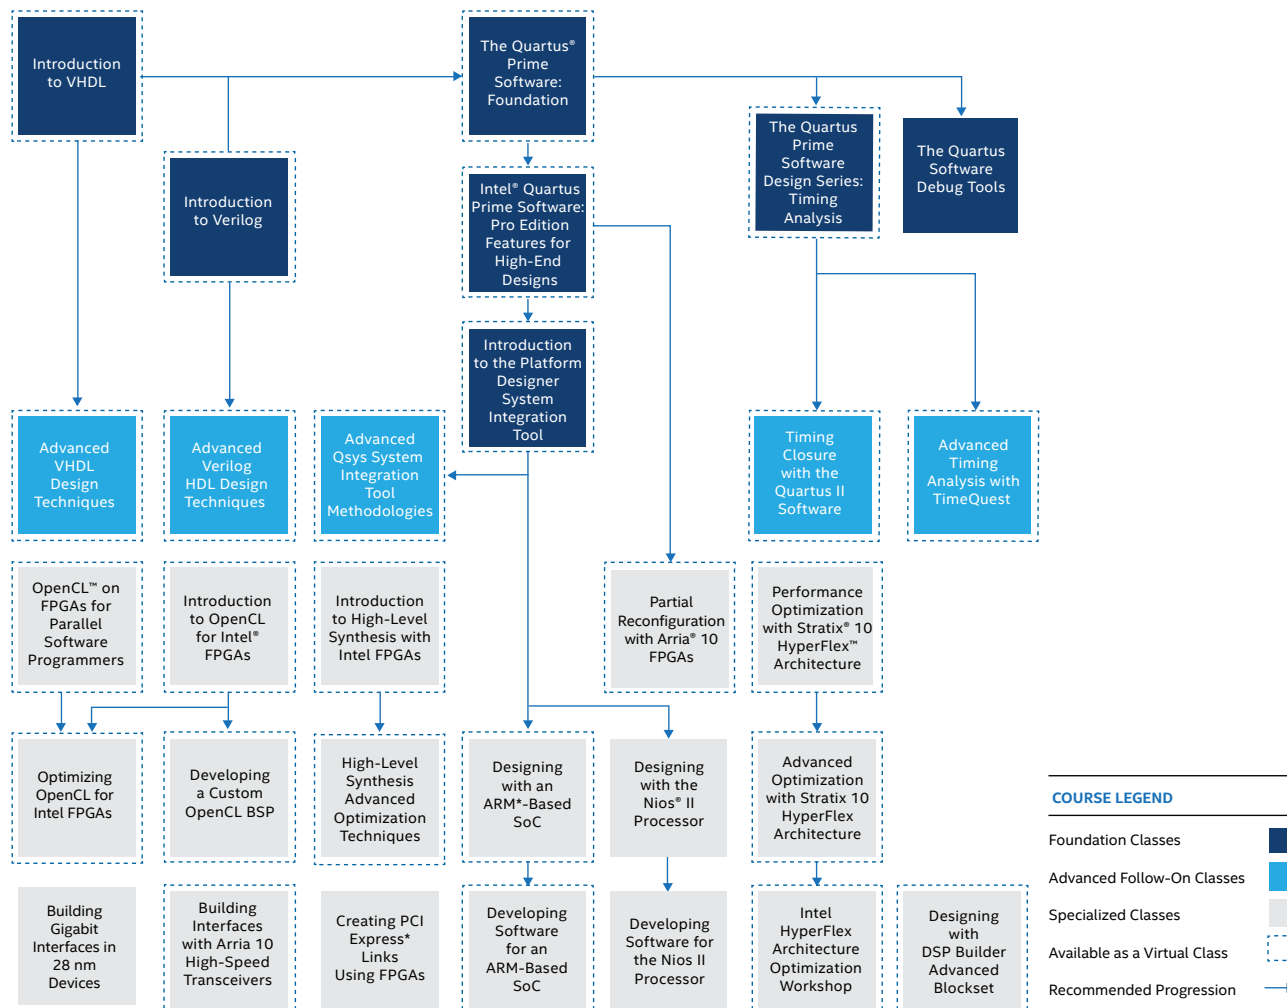 Introduction
to VHDL
The Quartus®
Prime
Software:
Foundation
The Quartus
Prime
Software
Design Series:
Timing
Analysis
The Quartus
Software
Debug Tools
Introduction
to Verilog
Intel® Quartus
Prime Software:
Pro Edition
Features for
High-End
Designs
Introduction
to the Platform
Designer
System
Integration
Tool
Advanced
VHDL
Design
Techniques
Advanced
Verilog
HDL Design
Techniques
Advanced
Qsys System
Integration
Tool
Methodologies
Timing
Closure
with the
Quartus II
Software
Advanced
Timing
Analysis with
TimeQuest
OpenCL™ on
FPGAs for
Parallel
Software
Programmers
Introduction
to OpenCL
for Intel®
FPGAs
Introduction
to High-Level
Synthesis with
Intel FPGAs
Partial
Reconfiguration
with Arria® 10
FPGAs
Performance
Optimization
with Stratix® 10
HyperFlex™
Architecture
Optimizing
OpenCL for
Intel FPGAs
Developing
a Custom
OpenCL BSP
High-Level
Synthesis
Advanced
Optimization
Techniques
Designing
with an
ARM*-Based
SoC
Designing
with the
Nios® II
Processor
Advanced
Optimization
with Stratix 10
HyperFlex
Architecture
Building
Gigabit
Interfaces in
28 nm
Devices
Building
Interfaces
with Arria 10
High-Speed
Transceivers
Creating PCI
Express*
Links
Using FPGAs
Developing
Software
for an
ARM-Based
SoC
Developing
Software for
the Nios II
Processor
Intel
HyperFlex
Architecture
Optimization
Workshop
Designing
with
DSP Builder
Advanced
Blockset
COURSE LEGEND
Foundation Classes
Advanced Follow-On Classes
Specialized Classes
Available as a Virtual Class
Recommended Progression